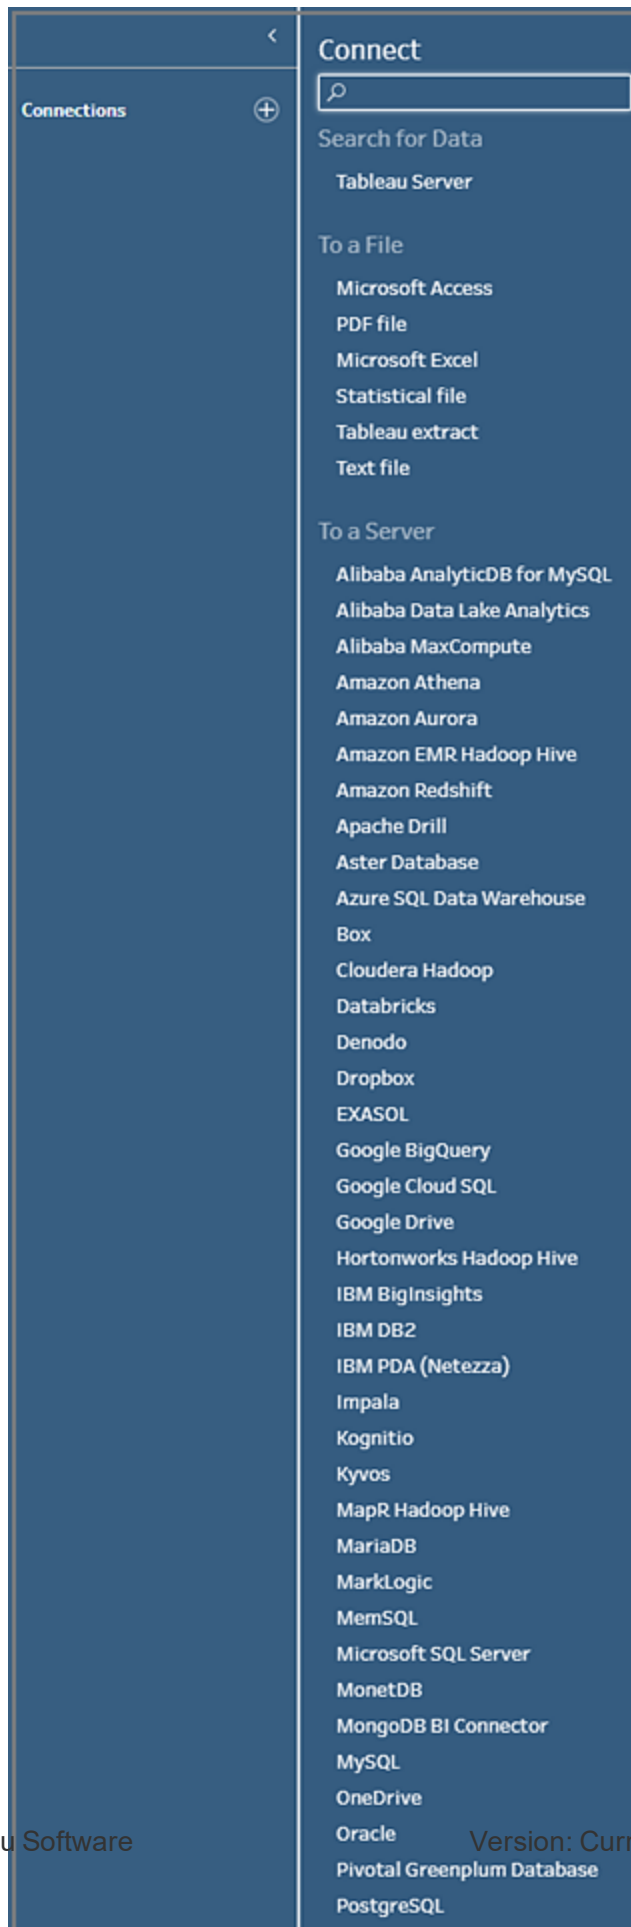 Connect
Connections
Search for Data
Tableau Server
To a File
Microsoft Access
PDF file
Microsoft Excel
Statistical file
Tableau extract
Text file
To a Server
Alibaba AnalyticDB for MySQL
Alibaba Data Lake Analytics
Alibaba MaxCompute
Amazon Athena
Amazon Aurora
Amazon EMR Hadoop Hive
Amazon Redshift
Apache Drill
Aster Database
Azure SQL Data Warehouse
Box
Cloudera Hadoop
Databricks
Denodo
Dropbox
EXASOL
Google BigQuery
Google Cloud SQL
Google Drive
Hortonworks Hadoop Hive
IBM BigInsights
IBM DB2
IBM PDA (Netezza)
Impala
Kognitio
Kyvos
MapR Hadoop Hive
MariaDB
MarkLogic
MemSQL
Microsoft SQL Server
MonetDB
MongoDB BI Connector
MySQL
OneDrive
Oracle
u Software
Version: Curr
Pivotal Greenplum Database
PostgreSQL